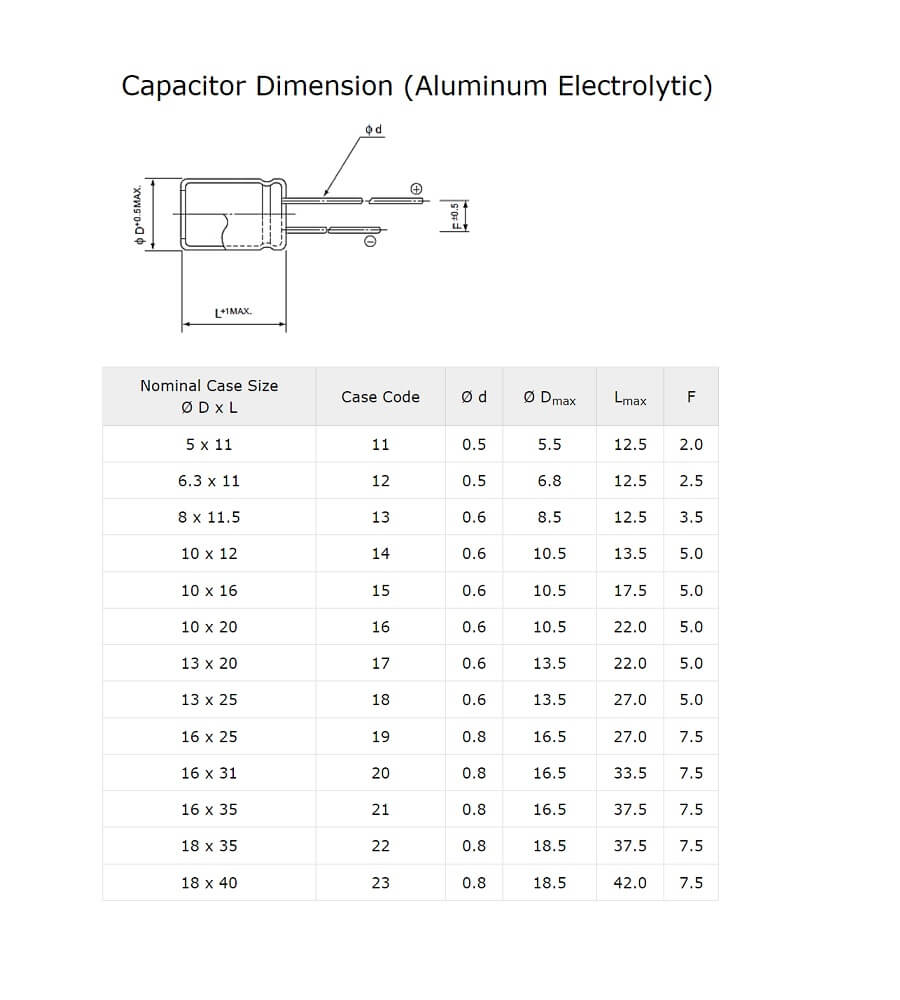 Capacitor Dimension (Aluminum Electrolytic)
ϕ d
⊕
ϕ D+0.5MAX.
F±0.5
⊖
L+1MAX.
Nominal Case Size
Ø D x L
Case Code
Ø d
Ø Dmax
Lmax
F
5 x 11 11 0.5 5.5 12.5 2.0
6.3 x 11 12 0.5 6.8 12.5 2.5
8 x 11.5 13 0.6 8.5 12.5 3.5
10 x 12 14 0.6 10.5 13.5 5.0
10 x 16 15 0.6 10.5 17.5 5.0
10 x 20 16 0.6 10.5 22.0 5.0
13 x 20 17 0.6 13.5 22.0 5.0
13 x 25 18 0.6 13.5 27.0 5.0
16 x 25 19 0.8 16.5 27.0 7.5
16 x 31 20 0.8 16.5 33.5 7.5
16 x 35 21 0.8 16.5 37.5 7.5
18 x 35 22 0.8 18.5 37.5 7.5
18 x 40 23 0.8 18.5 42.0 7.5